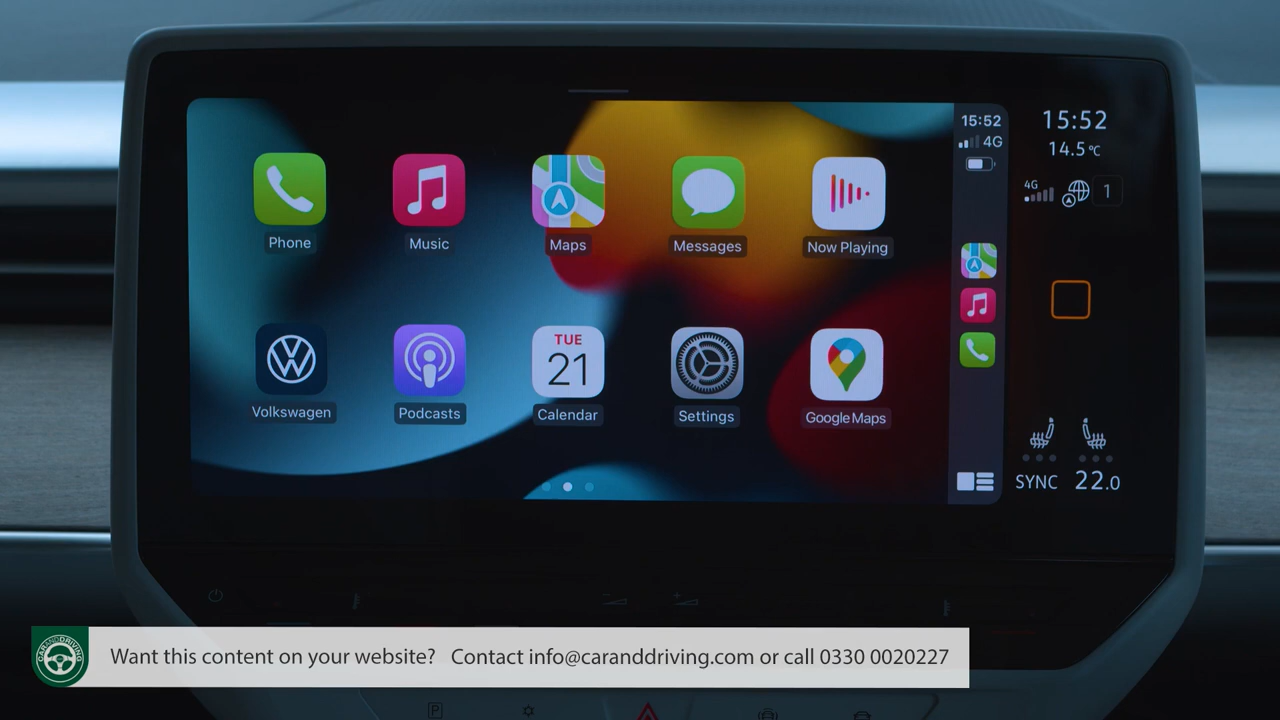 15:52
4G
15:52
14.5°C
4G
1
Phone
Music
Maps
Messages
Now Playing
TUE
21
Volkswagen
Podcasts
Calendar
Settings
Google Maps
SYNC
22.0
CARANDDRIVING
Want this content on your website? Contact info@caranddriving.com or call 0330 0020227
P